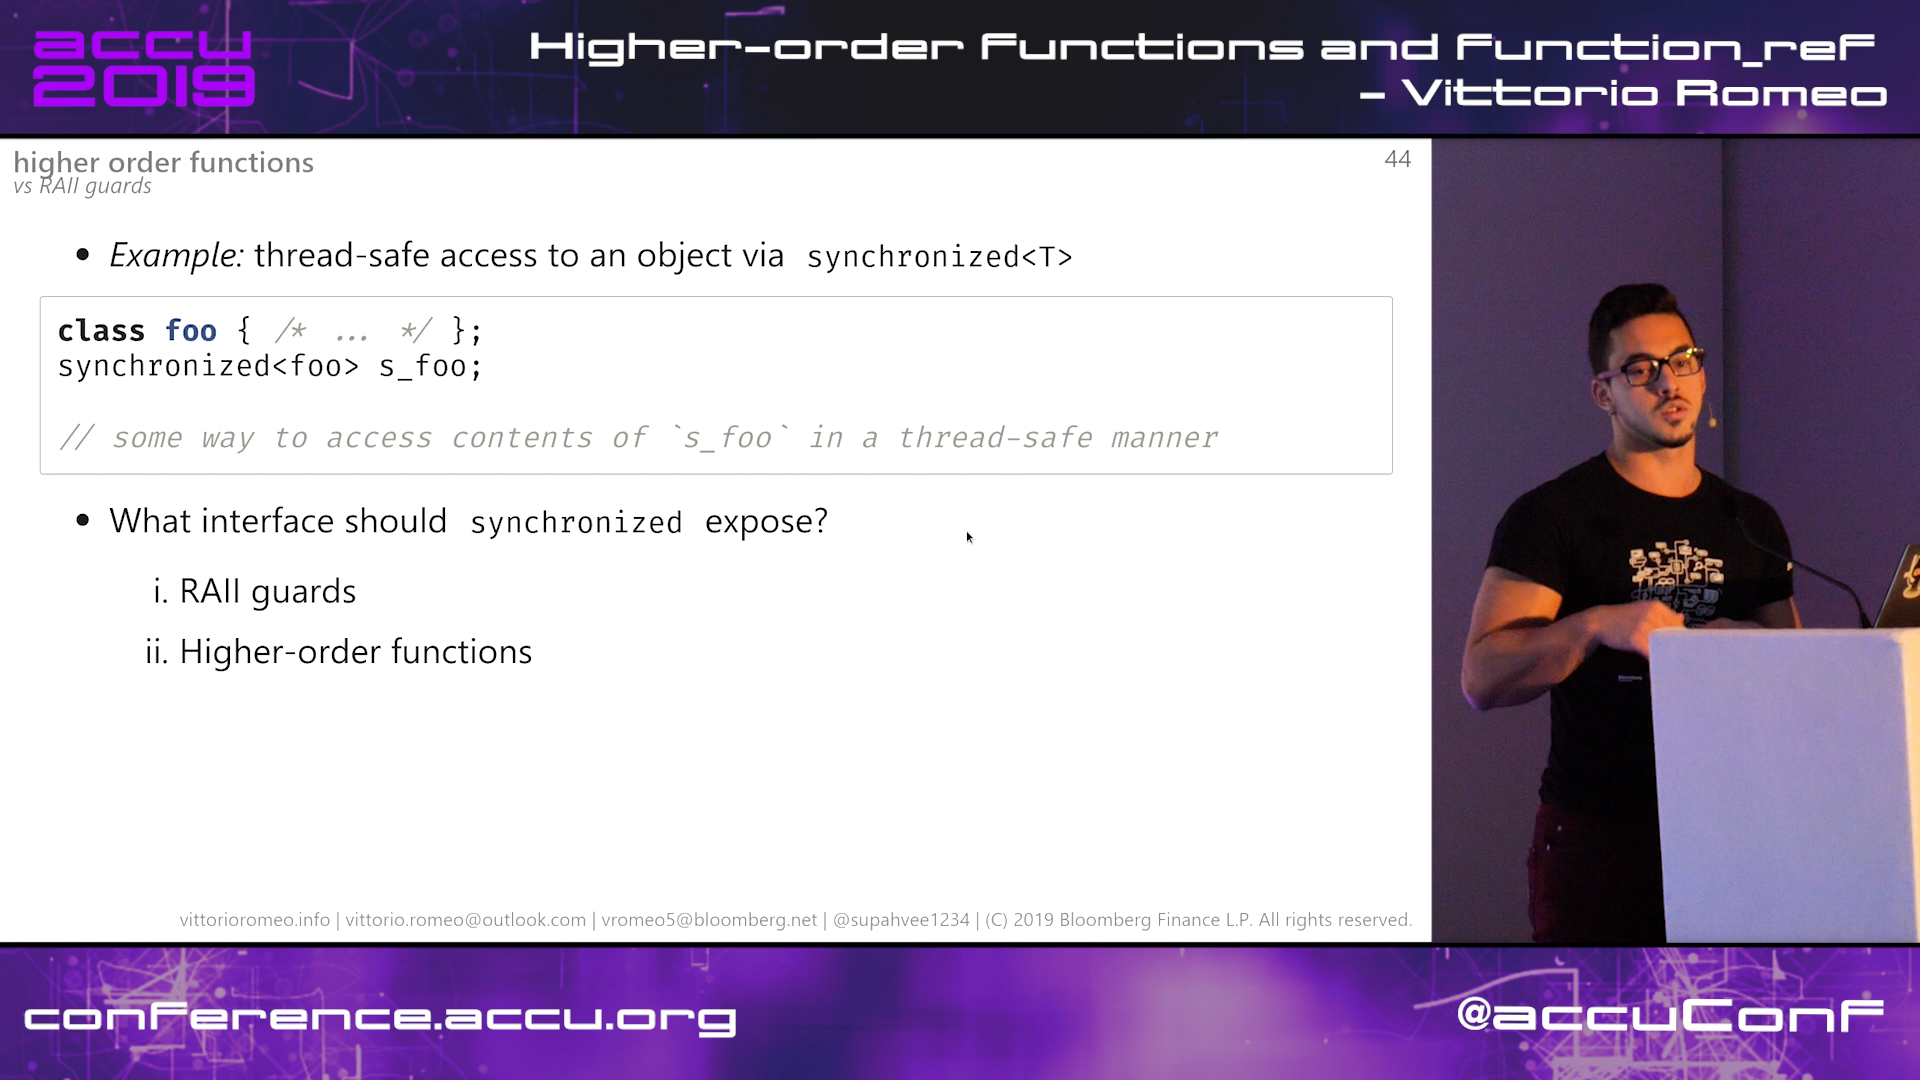 accu
2019
Higher-order Functions and Function_ref
- Vittorio Romeo
higher order functions
vs RAII guards
44
• Example: thread-safe access to an object via synchronized<T>
class foo { /* ... */ };
synchronized<foo> s_foo;
// some way to access contents of `s_foo` in a thread-safe manner
• What interface should synchronized expose?
i. RAII guards
ii. Higher-order functions
vittorioromeo.info | vittorio.romeo@outlook.com | vromeo5@bloomberg.net | @supahvee1234 | (C) 2019 Bloomberg Finance L.P. All rights reserved.
conference.accu.org
@accuConf